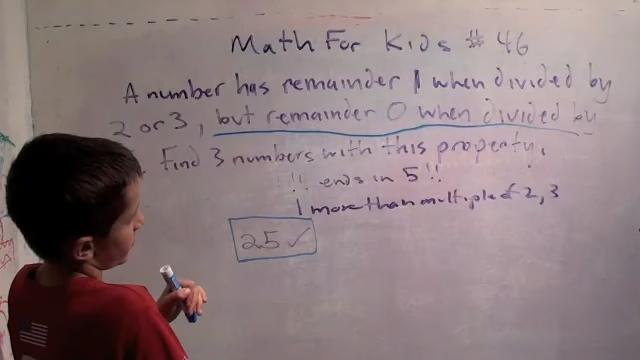 Math For Kids # 46
A number has remainder 1 when divided by
2 or 3, but remainder 0 when divided by
. Find 3 numbers with this property.
!! ends in 5 !!
1 more than multiple of 2, 3
25 ✓